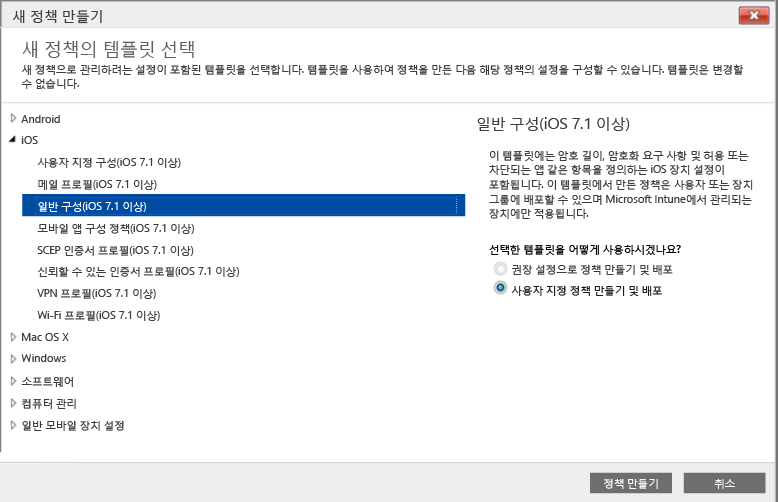 새 정책 만들기
새 정책의 템플릿 선택
새 정책으로 관리하려는 설정이 포함된 템플릿을 선택합니다. 템플릿을 사용하여 정책을 만든 다음 해당 정책의 설정을 구성할 수 있습니다. 템플릿은 변경할
수 없습니다.
Android
iOS
사용자 지정 구성(iOS 7.1 이상)
메일 프로필(iOS 7.1 이상)
일반 구성(iOS 7.1 이상)
모바일 앱 구성 정책(iOS 7.1 이상)
SCEP 인증서 프로필(iOS 7.1 이상)
신뢰할 수 있는 인증서 프로필(iOS 7.1 이상)
VPN 프로필(iOS 7.1 이상)
Wi-Fi 프로필(iOS 7.1 이상)
Mac OS X
Windows
소프트웨어
컴퓨터 관리
일반 모바일 장치 설정
일반 구성(iOS 7.1 이상)
이 템플릿에는 암호 길이, 암호화 요구 사항 및 허용 또는
차단되는 앱 같은 항목을 정의하는 iOS 장치 설정이
포함됩니다. 이 템플릿에서 만든 정책은 사용자 또는 장치
그룹에 배포할 수 있으며 Microsoft Intune에서 관리되는
장치에만 적용됩니다.
선택한 템플릿을 어떻게 사용하시겠나요?
권장 설정으로 정책 만들기 및 배포
사용자 지정 정책 만들기 및 배포
정책 만들기
취소